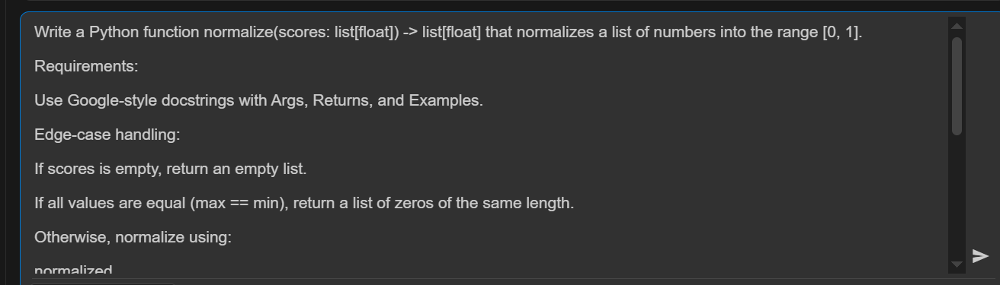 Write a Python function normalize(scores: list[float]) -> list[float] that normalizes a list of numbers into the range [0, 1].
Requirements:
Use Google-style docstrings with Args, Returns, and Examples.
Edge-case handling:
If scores is empty, return an empty list.
If all values are equal (max == min), return a list of zeros of the same length.
Otherwise, normalize using:
normalized